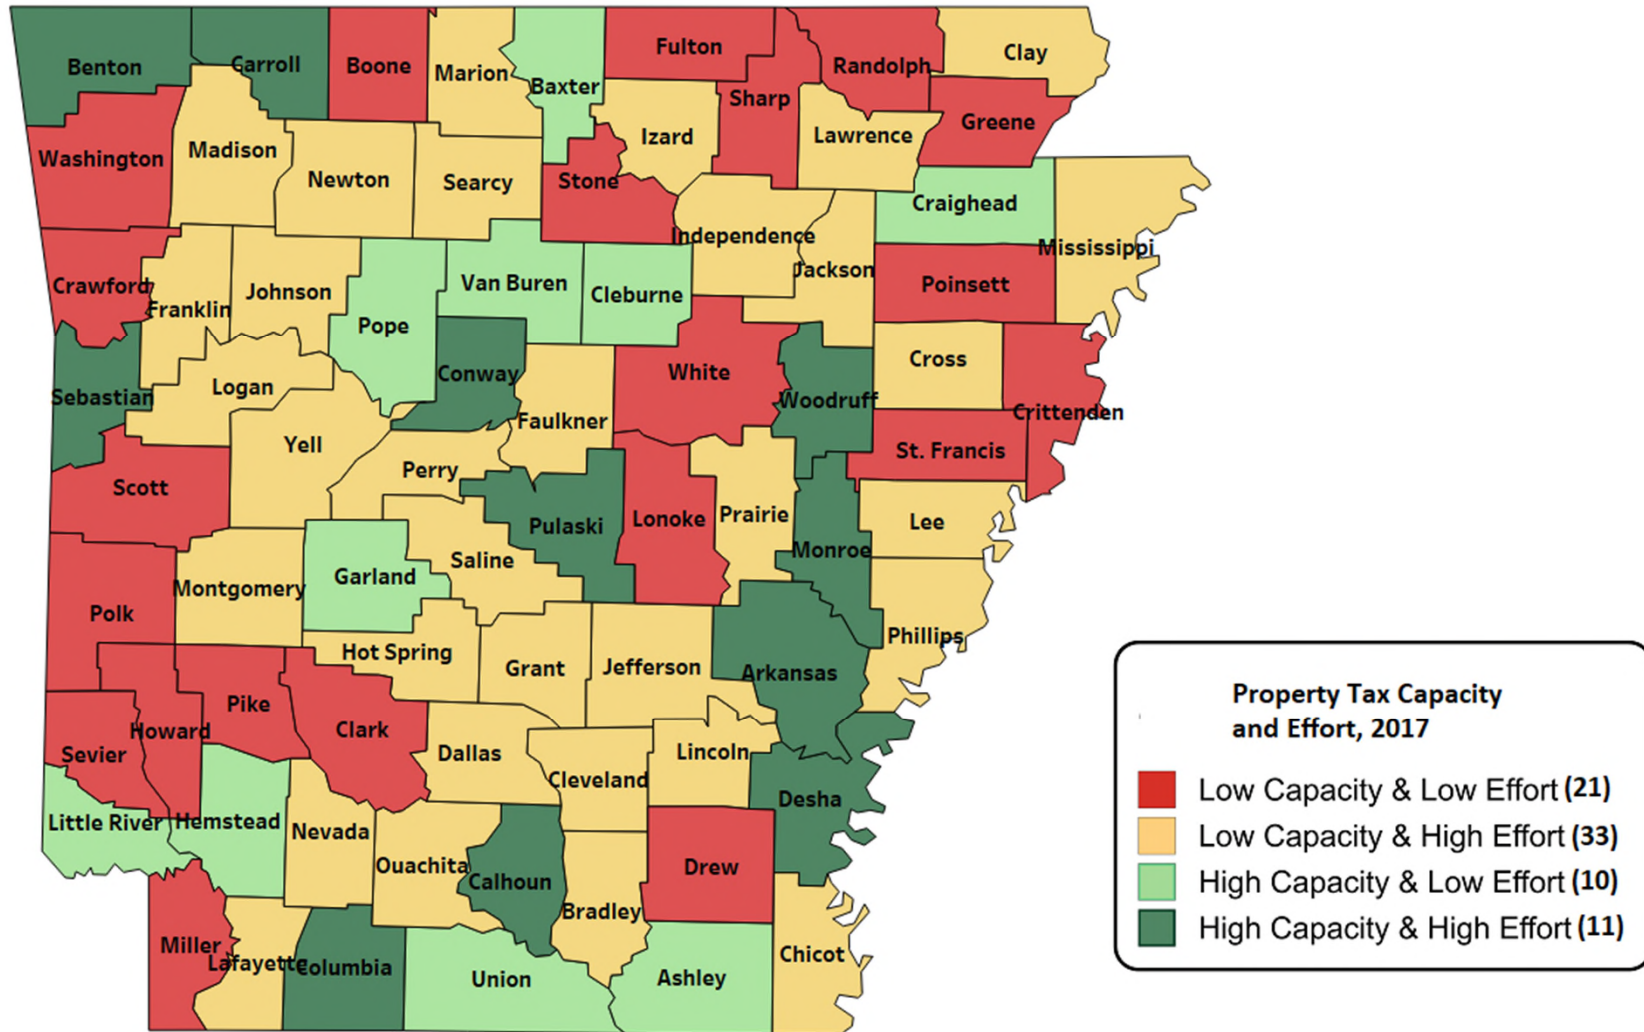 Benton
Carroll
Boone
Marion
Baxter
Fulton
Sharp
Randolph
Clay
Greene
Washington
Madison
Newton
Searcy
Stone
Izard
Lawrence
Craighead
Mississippi
Independence
Jackson
Poinsett
Crawford
Franklin
Johnson
Pope
Van Buren
Cleburne
White
Woodruff
Cross
Crittenden
St. Francis
Sebastian
Logan
Conway
Faulkner
Yell
Perry
Scott
Pulaski
Lonoke
Prairie
Monroe
Lee
Polk
Montgomery
Garland
Saline
Phillips
Hot Spring
Grant
Jefferson
Arkansas
Sevier
Howard
Pike
Clark
Dallas
Cleveland
Lincoln
Desha
Little River
Hemstead
Nevada
Ouachita
Calhoun
Bradley
Drew
Miller
Lafayette
Columbia
Union
Ashley
Chicot
Property Tax Capacity
and Effort, 2017
Low Capacity & Low Effort (21)
Low Capacity & High Effort (33)
High Capacity & Low Effort (10)
High Capacity & High Effort (11)